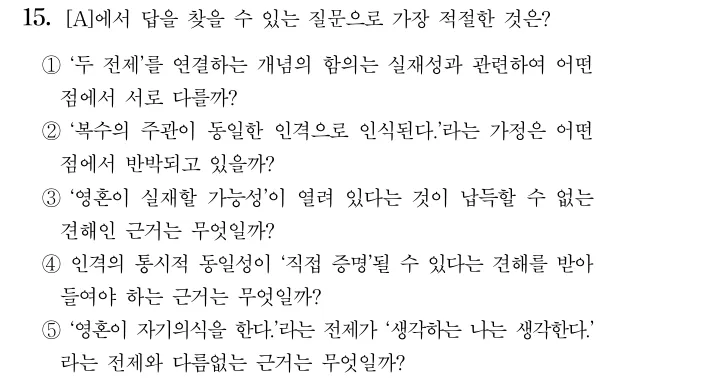 15. [A]에서 답을 찾을 수 있는 질문으로 가장 적절한 것은?
① ‘두 전제’를 연결하는 개념의 함의는 실재성과 관련하여 어떤
점에서 서로 다를까?
② ‘복수의 주관이 동일한 인격으로 인식된다.’라는 가정은 어떤
점에서 반박되고 있을까?
③ ‘영혼이 실재할 가능성’이 열려 있다는 것이 납득할 수 없는
견해인 근거는 무엇일까?
④ 인격의 통시적 동일성이 ‘직접 증명’될 수 있다는 견해를 받아
들여야 하는 근거는 무엇일까?
⑤ ‘영혼이 자기의식을 한다.’라는 전제가 ‘생각하는 나는 생각한다.’
라는 전제와 다름없는 근거는 무엇일까?